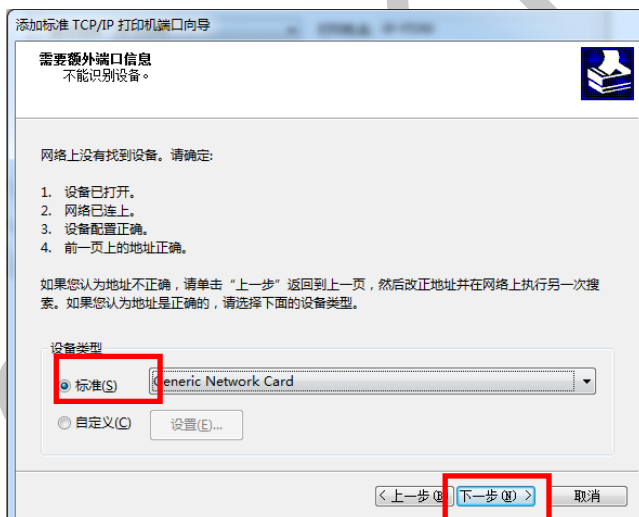 添加标准 TCP/IP 打印机端口向导
需要额外端口信息
不能识别设备。
网络上没有找到设备。请确定:
1. 设备已打开。
2. 网络已连上。
3. 设备配置正确。
4. 前一页上的地址正确。
如果您认为地址不正确，请单击“上一步”返回到上一页，然后改正地址并在网络上执行另一次搜
索。如果您认为地址是正确的，请选择下面的设备类型。
设备类型
标准(S) Generic Network Card
自定义(C) 设置(E)...
< 上一步(B) 下一步(N) > 取消